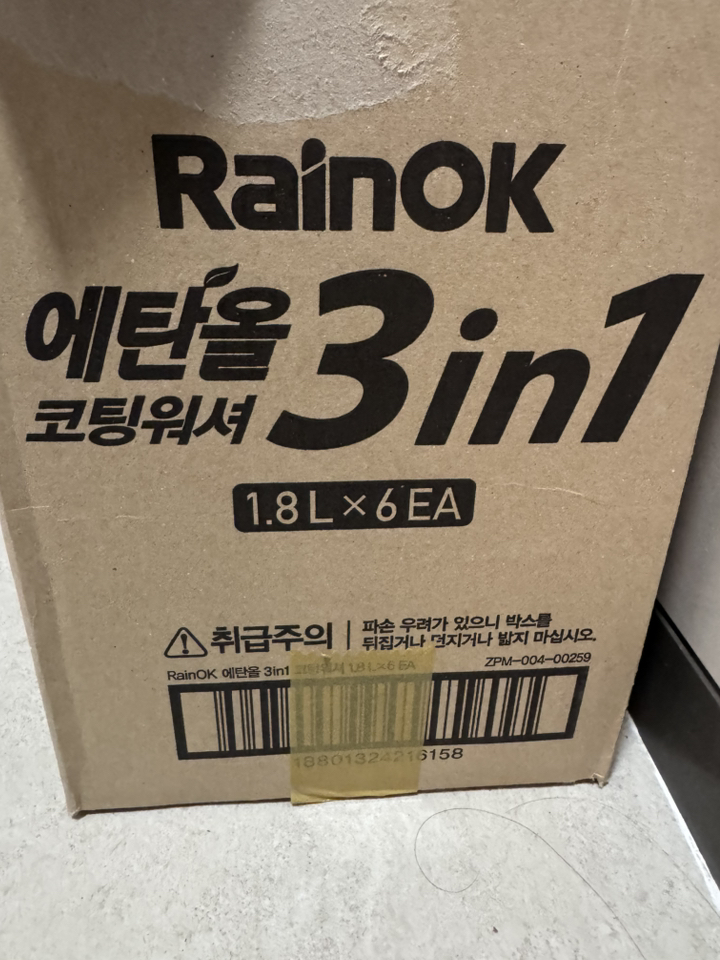 RainOK
에탄올
코팅워셔
3in1
1.8L×6EA
취급주의
파손 우려가 있으니 박스를
뒤집거나 던지거나 밟지 마십시오.
RainOK 에탄올 3in1 코팅워셔 1.8L×6EA
ZPM-004-00259
18801324216158